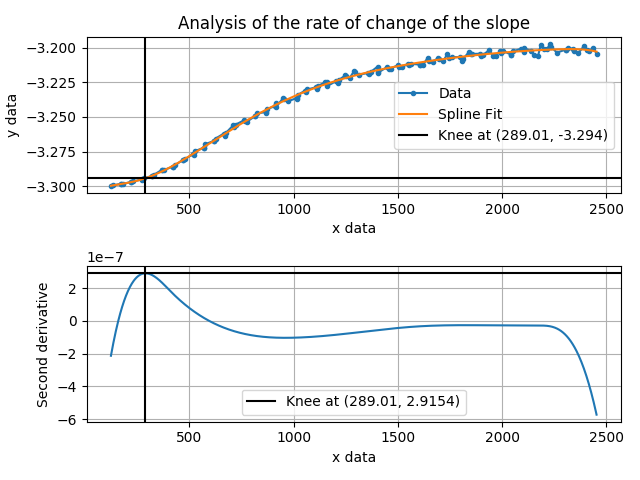 Analysis of the rate of change of the slope
y data
−3.200
−3.225
−3.250
−3.275
−3.300
Data
Spline Fit
Knee at (289.01, -3.294)
500
1000
1500
2000
2500
x data
1e−7
Second derivative
2
0
−2
−4
−6
Knee at (289.01, 2.9154)
500
1000
1500
2000
2500
x data